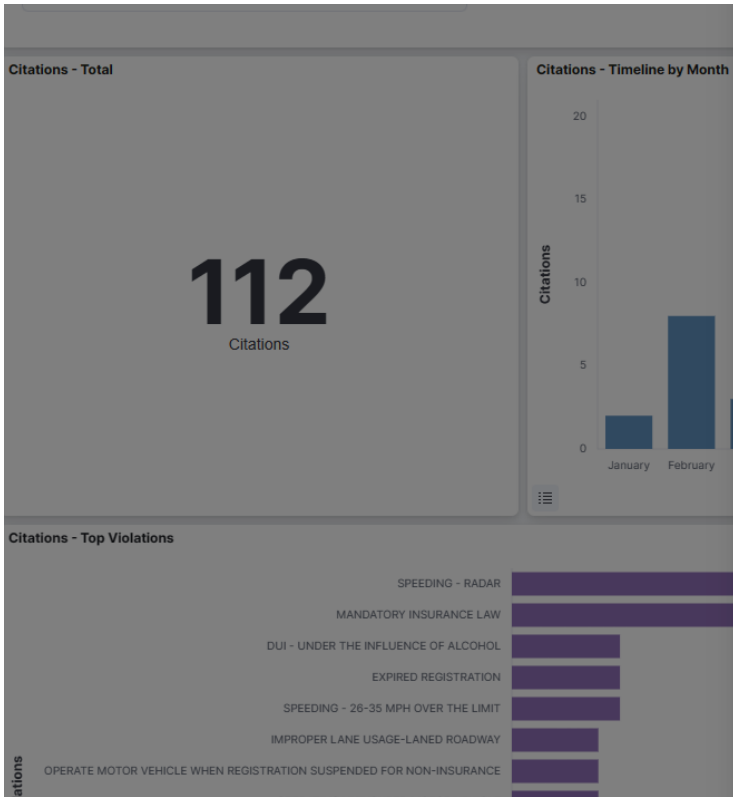 Citations - Total
112
Citations
Citations - Timeline by Month
Citations
20
15
10
5
0
January
February
Citations - Top Violations
SPEEDING - RADAR
MANDATORY INSURANCE LAW
DUI - UNDER THE INFLUENCE OF ALCOHOL
EXPIRED REGISTRATION
SPEEDING - 26-35 MPH OVER THE LIMIT
IMPROPER LANE USAGE-LANED ROADWAY
OPERATE MOTOR VEHICLE WHEN REGISTRATION SUSPENDED FOR NON-INSURANCE
ations